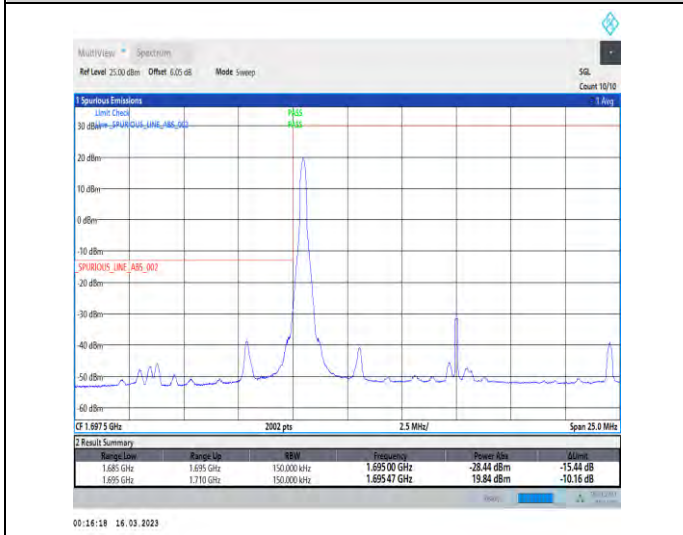 MultiView Spectrum
Ref Level 25.00 dBm Offset 6.05 dB Mode Sweep SGL
Count 10/10
1 Spurious Emissions 1 Avg
Limit Check PASS
30 dBm Line _SPURIOUS_LINE_ABS_002 PASS
20 dBm
10 dBm
0 dBm
-10 dBm
_SPURIOUS_LINE_ABS_002
-20 dBm
-30 dBm
-40 dBm
-50 dBm
-60 dBm
CF 1.697 5 GHz 2002 pts 2.5 MHz/ Span 25.0 MHz
2 Result Summary
Range Low Range Up RBW Frequency Power Abs ΔLimit
1.685 GHz 1.695 GHz 150.000 kHz 1.695 00 GHz -28.44 dBm -15.44 dB
1.695 GHz 1.710 GHz 150.000 kHz 1.695 47 GHz 19.84 dBm -10.16 dB
00:16:18 16.03.2023